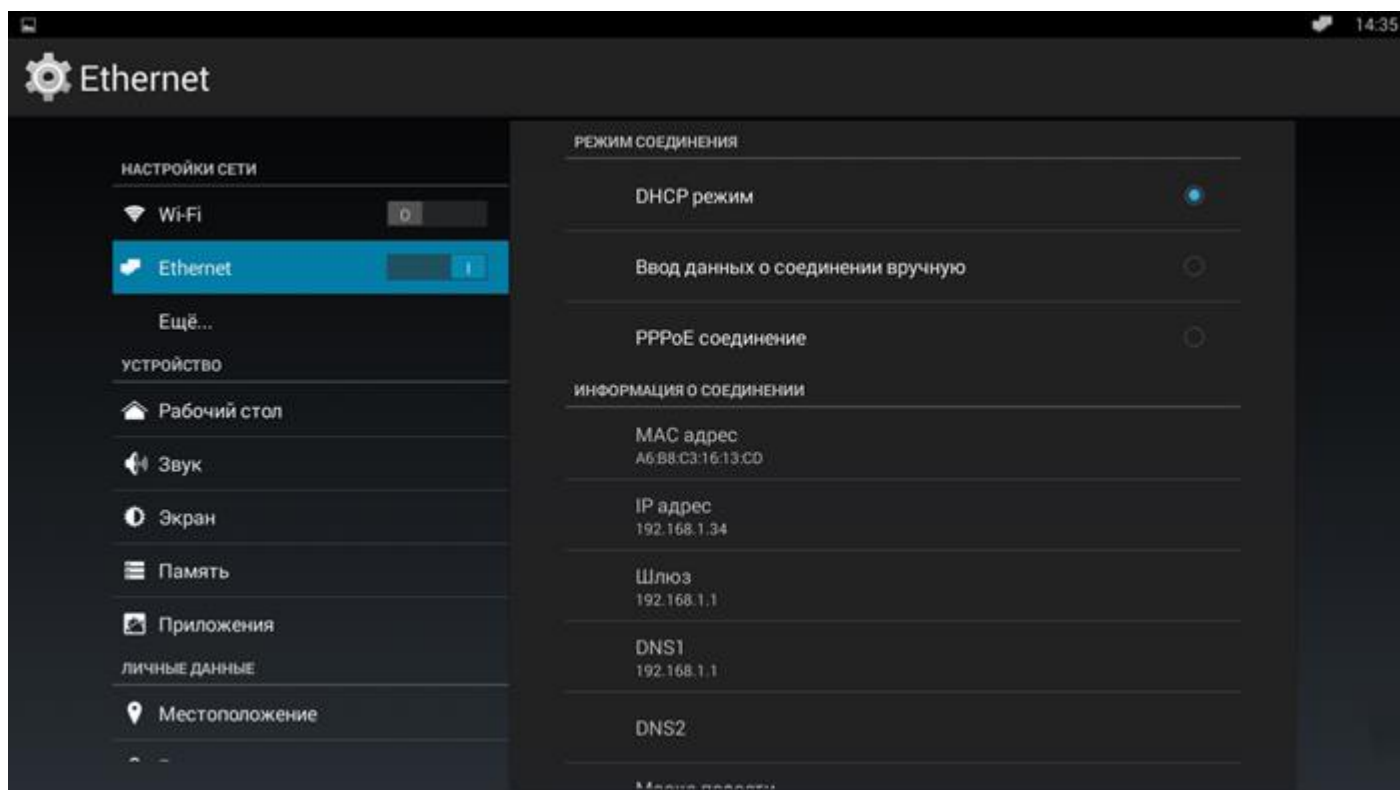 14:35
Ethernet
НАСТРОЙКИ СЕТИ
Wi-Fi
O
Ethernet
I
Ещё...
УСТРОЙСТВО
Рабочий стол
Звук
Экран
Память
Приложения
ЛИЧНЫЕ ДАННЫЕ
Местоположение
РЕЖИМ СОЕДИНЕНИЯ
DHCP режим
Ввод данных о соединении вручную
PPPoE соединение
ИНФОРМАЦИЯ О СОЕДИНЕНИИ
MAC адрес
A6:B8:C3:16:13:CD
IP адрес
192.168.1.34
Шлюз
192.168.1.1
DNS1
192.168.1.1
DNS2